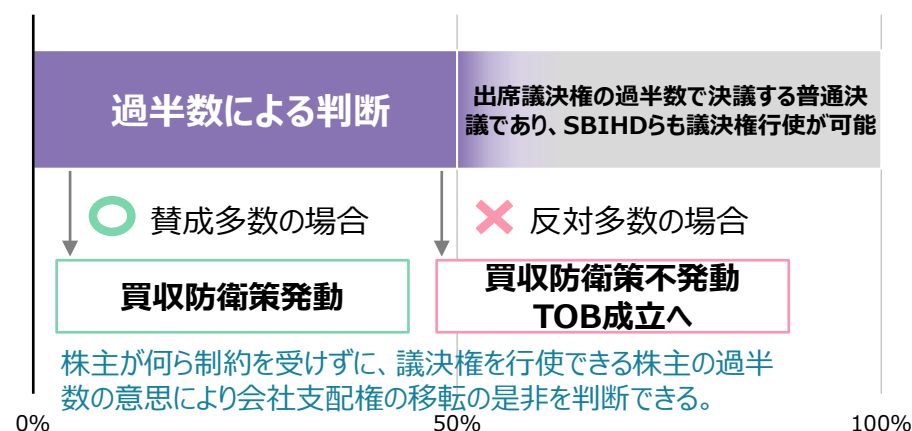 過半数による判断
出席議決権の過半数で決議する普通決
議であり、SBIHDらも議決権行使が可能
賛成多数の場合
反対多数の場合
買収防衛策発動
買収防衛策不発動
TOB成立へ
株主が何ら制約を受けずに、議決権を行使できる株主の過半
数の意思により会社支配権の移転の是非を判断できる。
0%
50%
100%